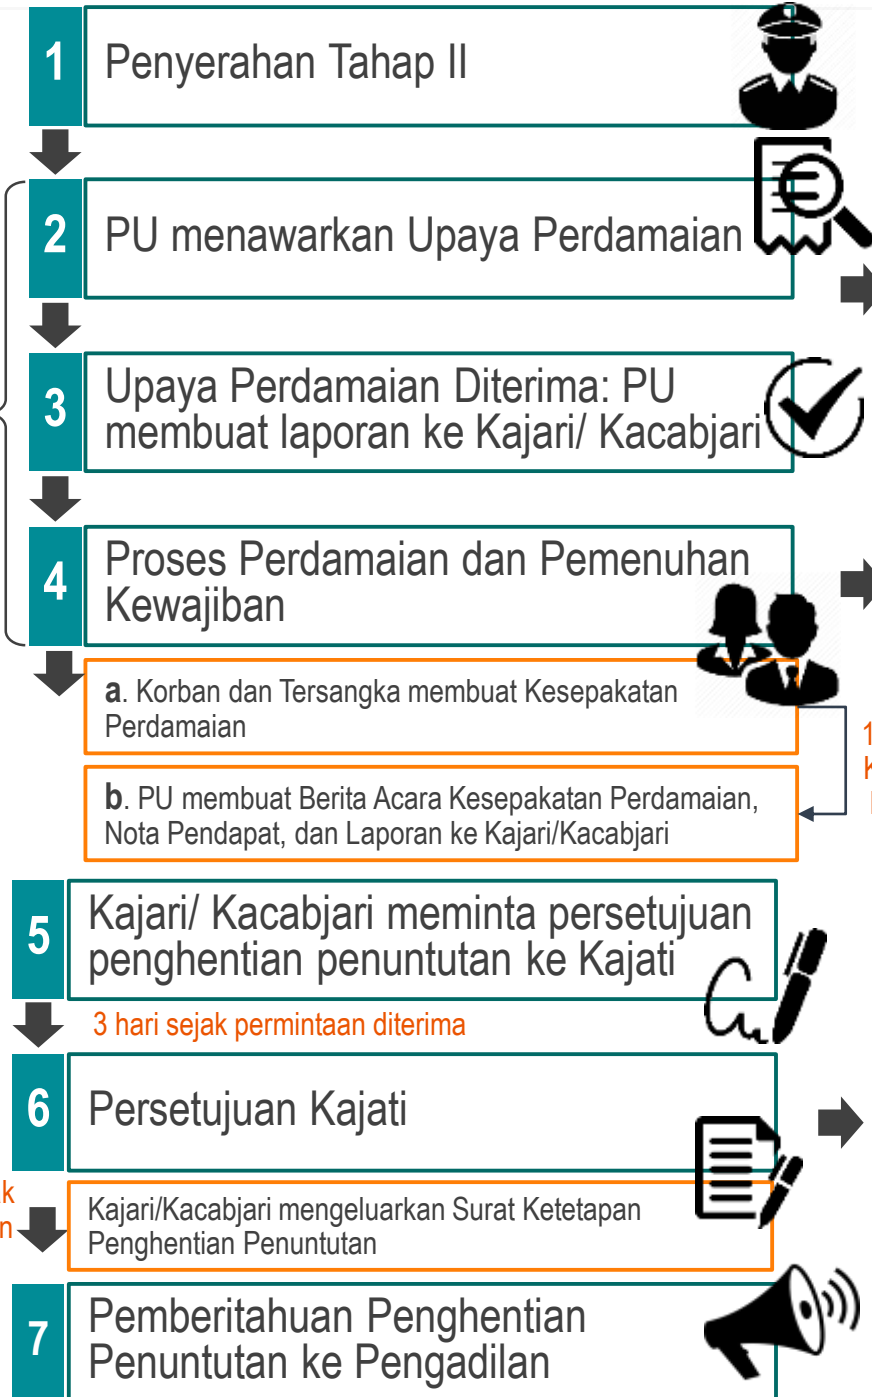 1
Penyerahan Tahap II
2
PU menawarkan Upaya Perdamaian
3
Upaya Perdamaian Diterima: PU
membuat laporan ke Kajari/ Kacabjari
4
Proses Perdamaian dan Pemenuhan
Kewajiban
a. Korban dan Tersangka membuat Kesepakatan
Perdamaian
1
K
b. PU membuat Berita Acara Kesepakatan Perdamaian,
Nota Pendapat, dan Laporan ke Kajari/Kacabjari
5
Kajari/ Kacabjari meminta persetujuan
penghentian penuntutan ke Kajati
3 hari sejak permintaan diterima
6
Persetujuan Kajati
Kajari/Kacabjari mengeluarkan Surat Ketetapan
Penghentian Penuntutan
7
Pemberitahuan Penghentian
Penuntutan ke Pengadilan